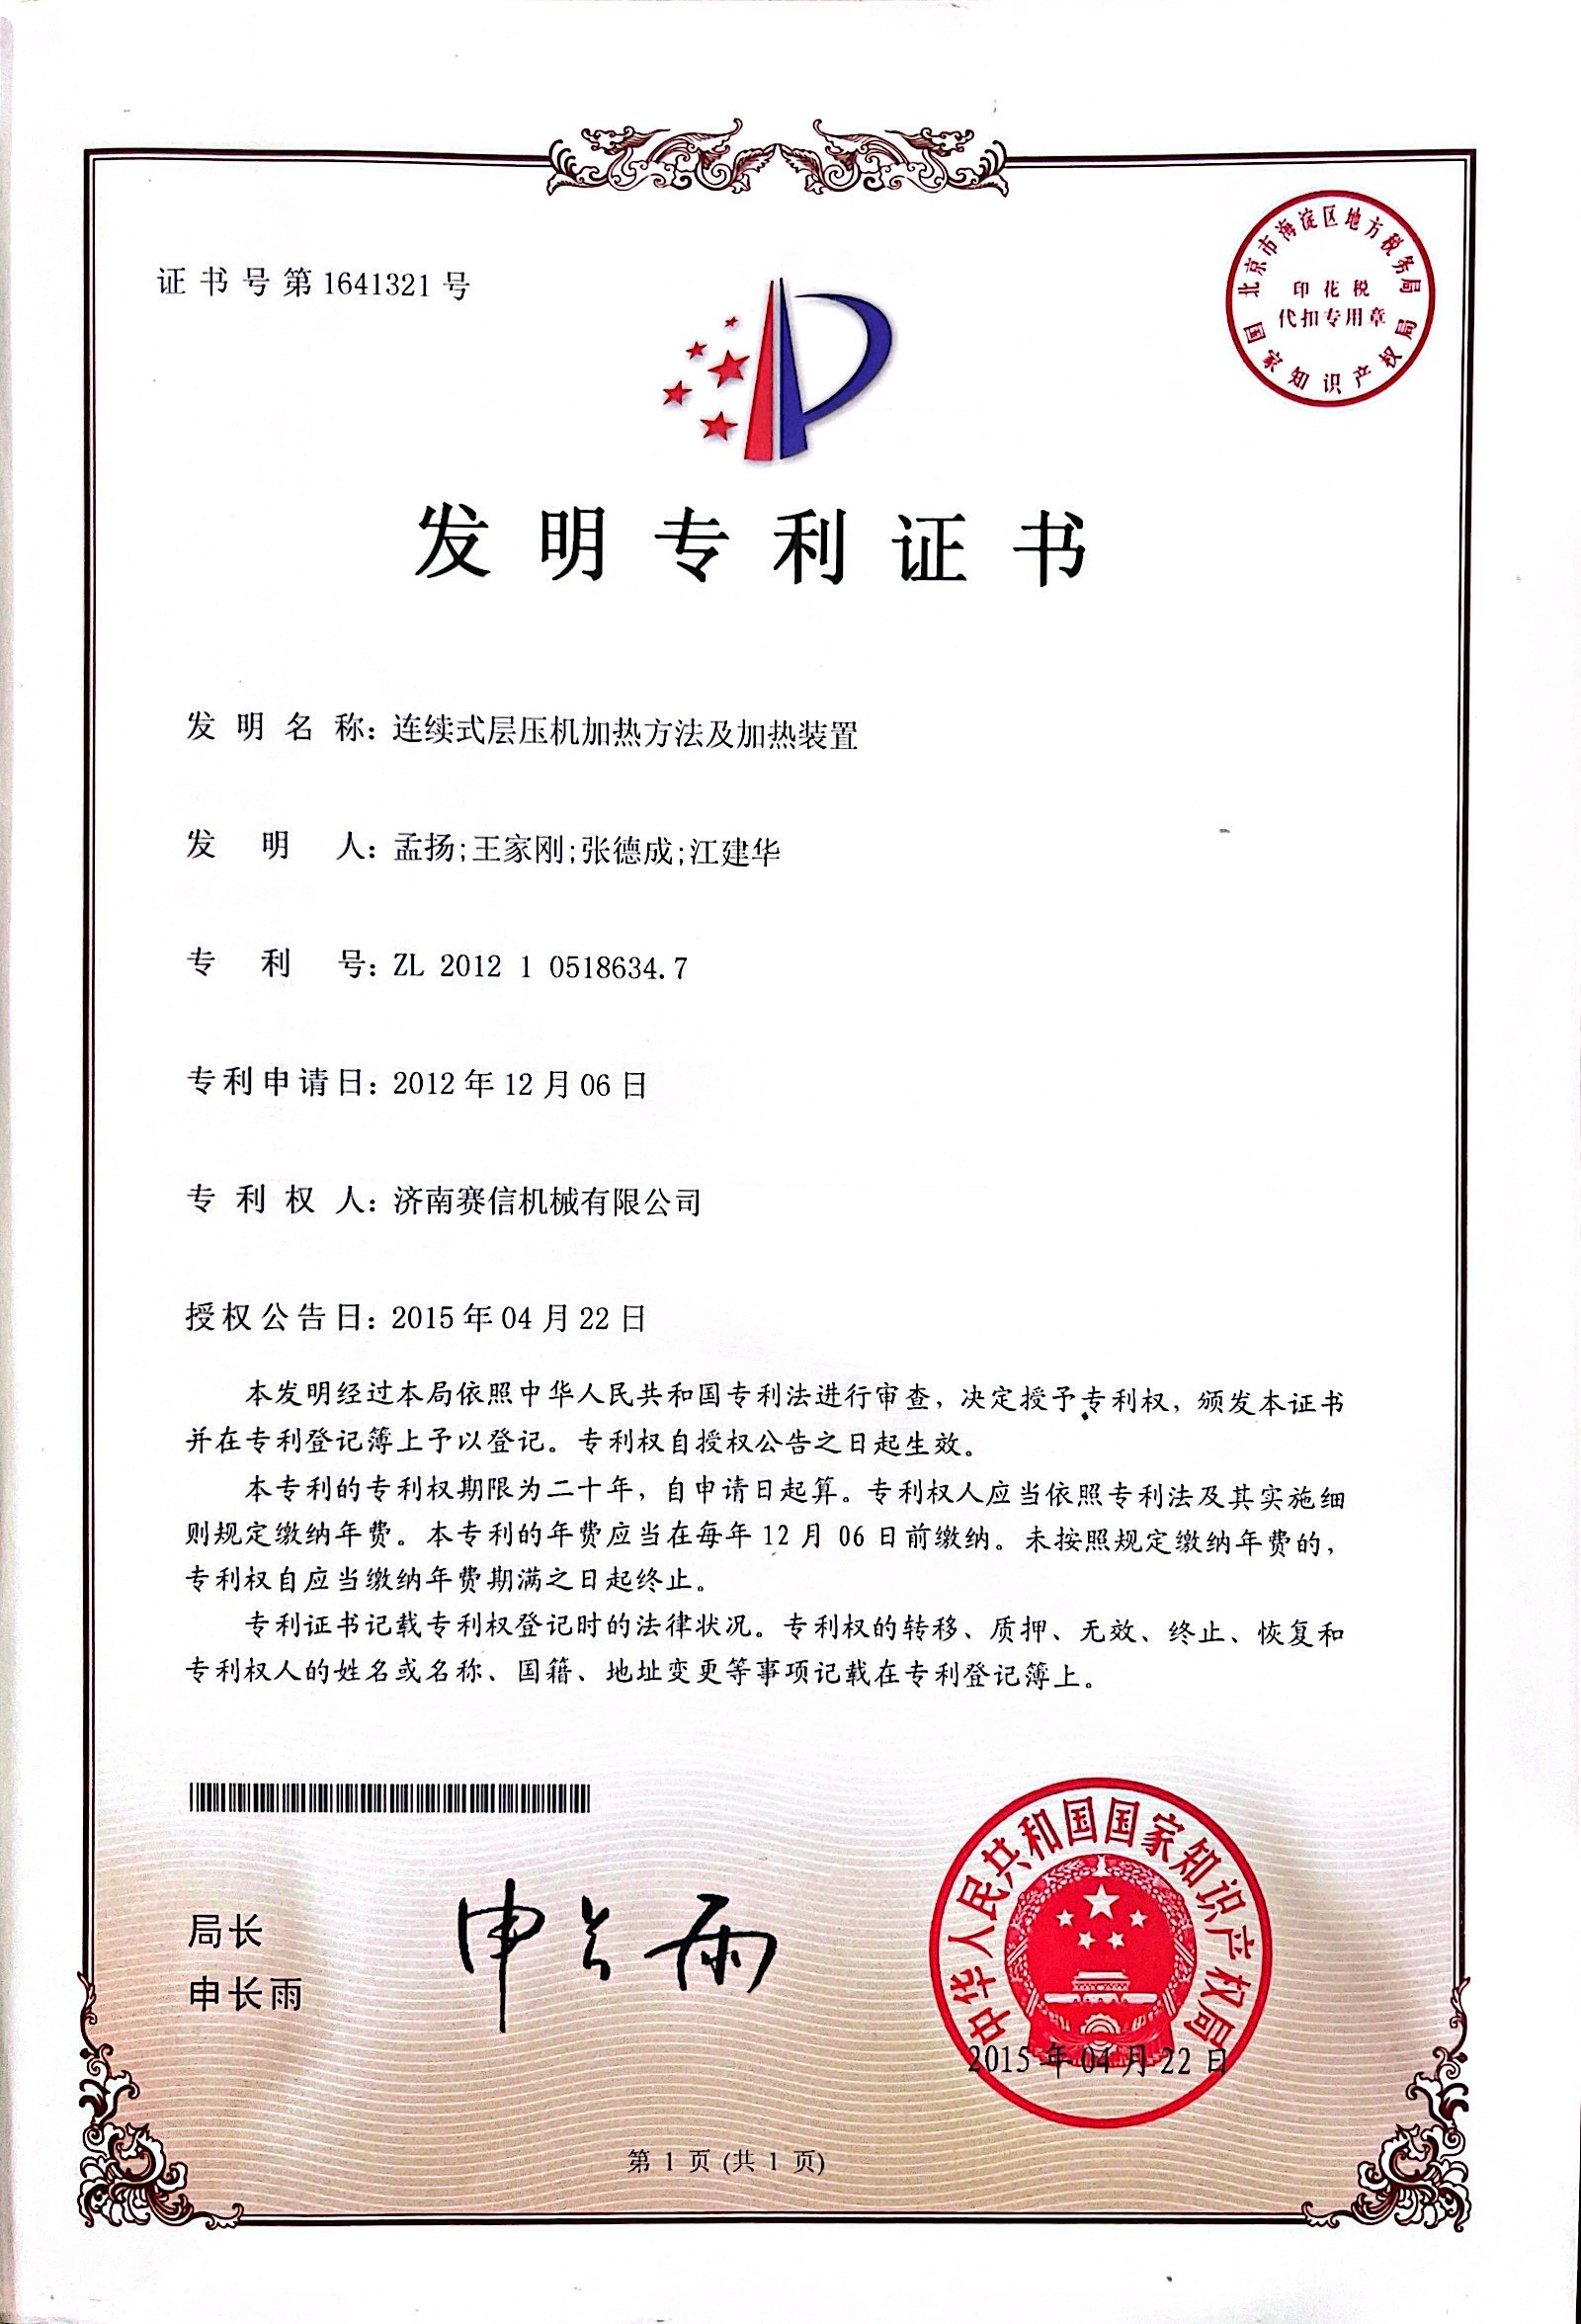 证书号第1641321号
北京市海淀区地方税务局
印花税
代扣专用章
国家知识产权局
发明专利证书
发明名称：连续式层压机加热方法及加热装置
发明人：孟扬;王家刚;张德成;江建华
专利号：ZL 2012 1 0518634.7
专利申请日：2012年12月06日
专利权人：济南赛信机械有限公司
授权公告日：2015年04月22日
本发明经过本局依照中华人民共和国专利法进行审查，决定授予专利权，颁发本证书
并在专利登记簿上予以登记。专利权自授权公告之日起生效。
本专利的专利权期限为二十年，自申请日起算。专利权人应当依照专利法及其实施细
则规定缴纳年费。本专利的年费应当在每年12月06日前缴纳。未按照规定缴纳年费的，
专利权自应当缴纳年费期满之日起终止。
专利证书记载专利权登记时的法律状况。专利权的转移、质押、无效、终止、恢复和
专利权人的姓名或名称、国籍、地址变更等事项记载在专利登记簿上。
局长
申长雨
申长雨
中华人民共和国国家知识产权局
2015年04月22日
第1页(共1页)